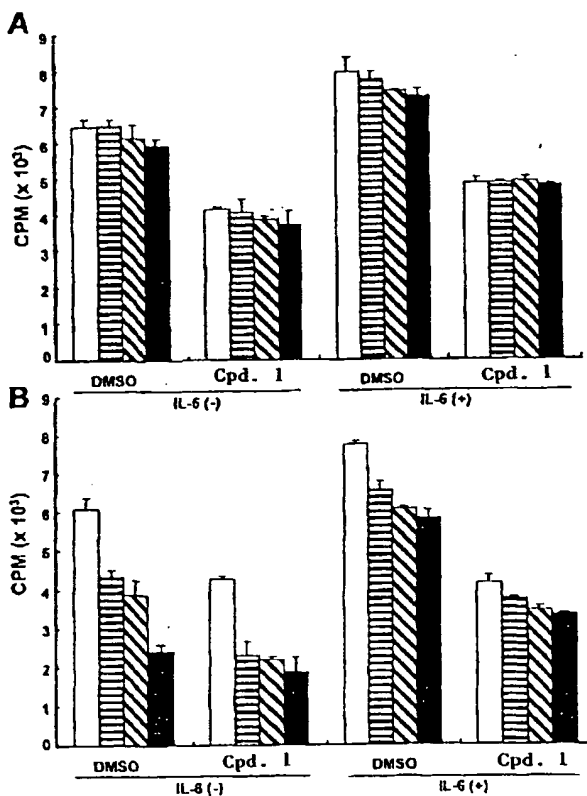 A
CPM (x 10³)
9
8
7
6
5
4
3
2
1
0
DMSO Cpd. 1 DMSO Cpd. 1
IL-6 (-) IL-6 (+)
B
CPM (x 10³)
9
8
7
6
5
4
3
2
1
0
DMSO Cpd. 1 DMSO Cpd. 1
IL-6 (-) IL-6 (+)